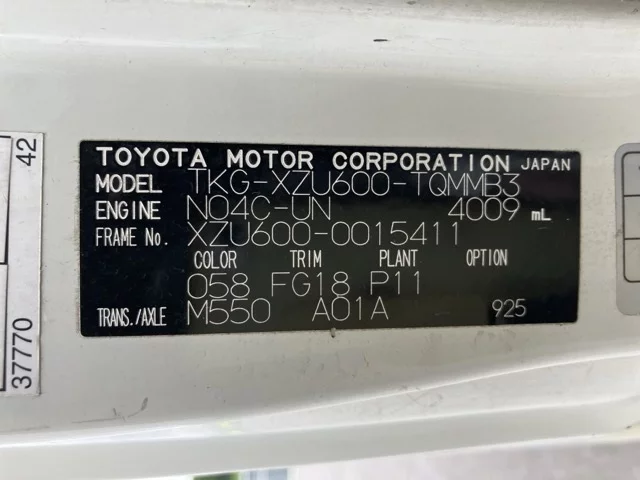 TOYOTA MOTOR CORPORATION JAPAN
MODEL TKG-XZU600-TQMMB3
ENGINE N04C-UN 4009 mL
FRAME No. XZU600-0015411
COLOR TRIM PLANT OPTION
058 FG18 P11
TRANS./AXLE M550 A01A 925
37770
42